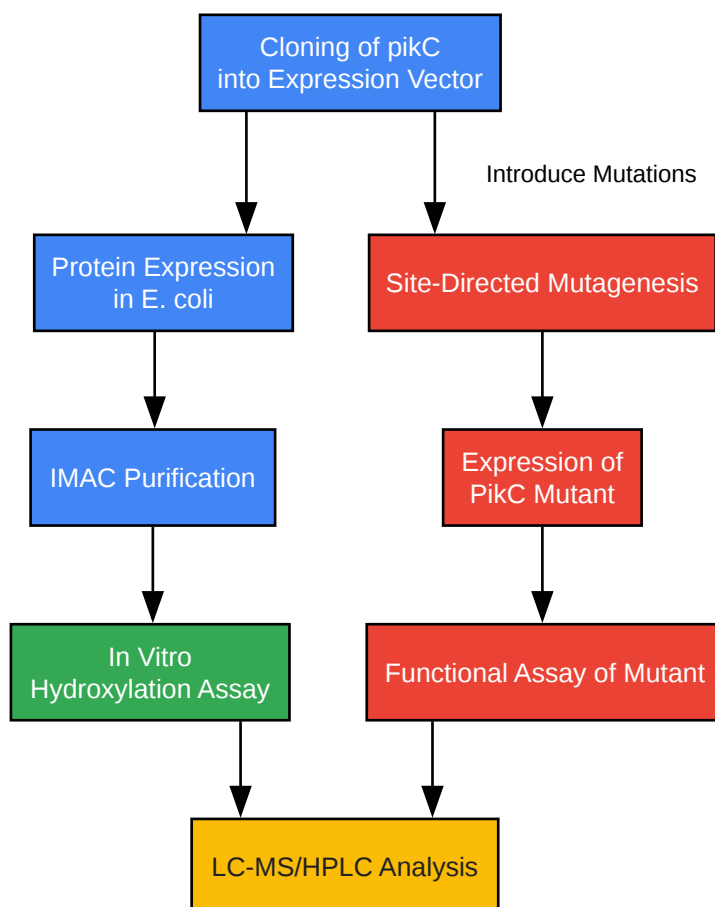 Cloning of pikC
into Expression Vector
Introduce Mutations
Protein Expression
in E. coli
Site-Directed Mutagenesis
IMAC Purification
Expression of
PikC Mutant
In Vitro
Hydroxylation Assay
Functional Assay of Mutant
LC-MS/HPLC Analysis